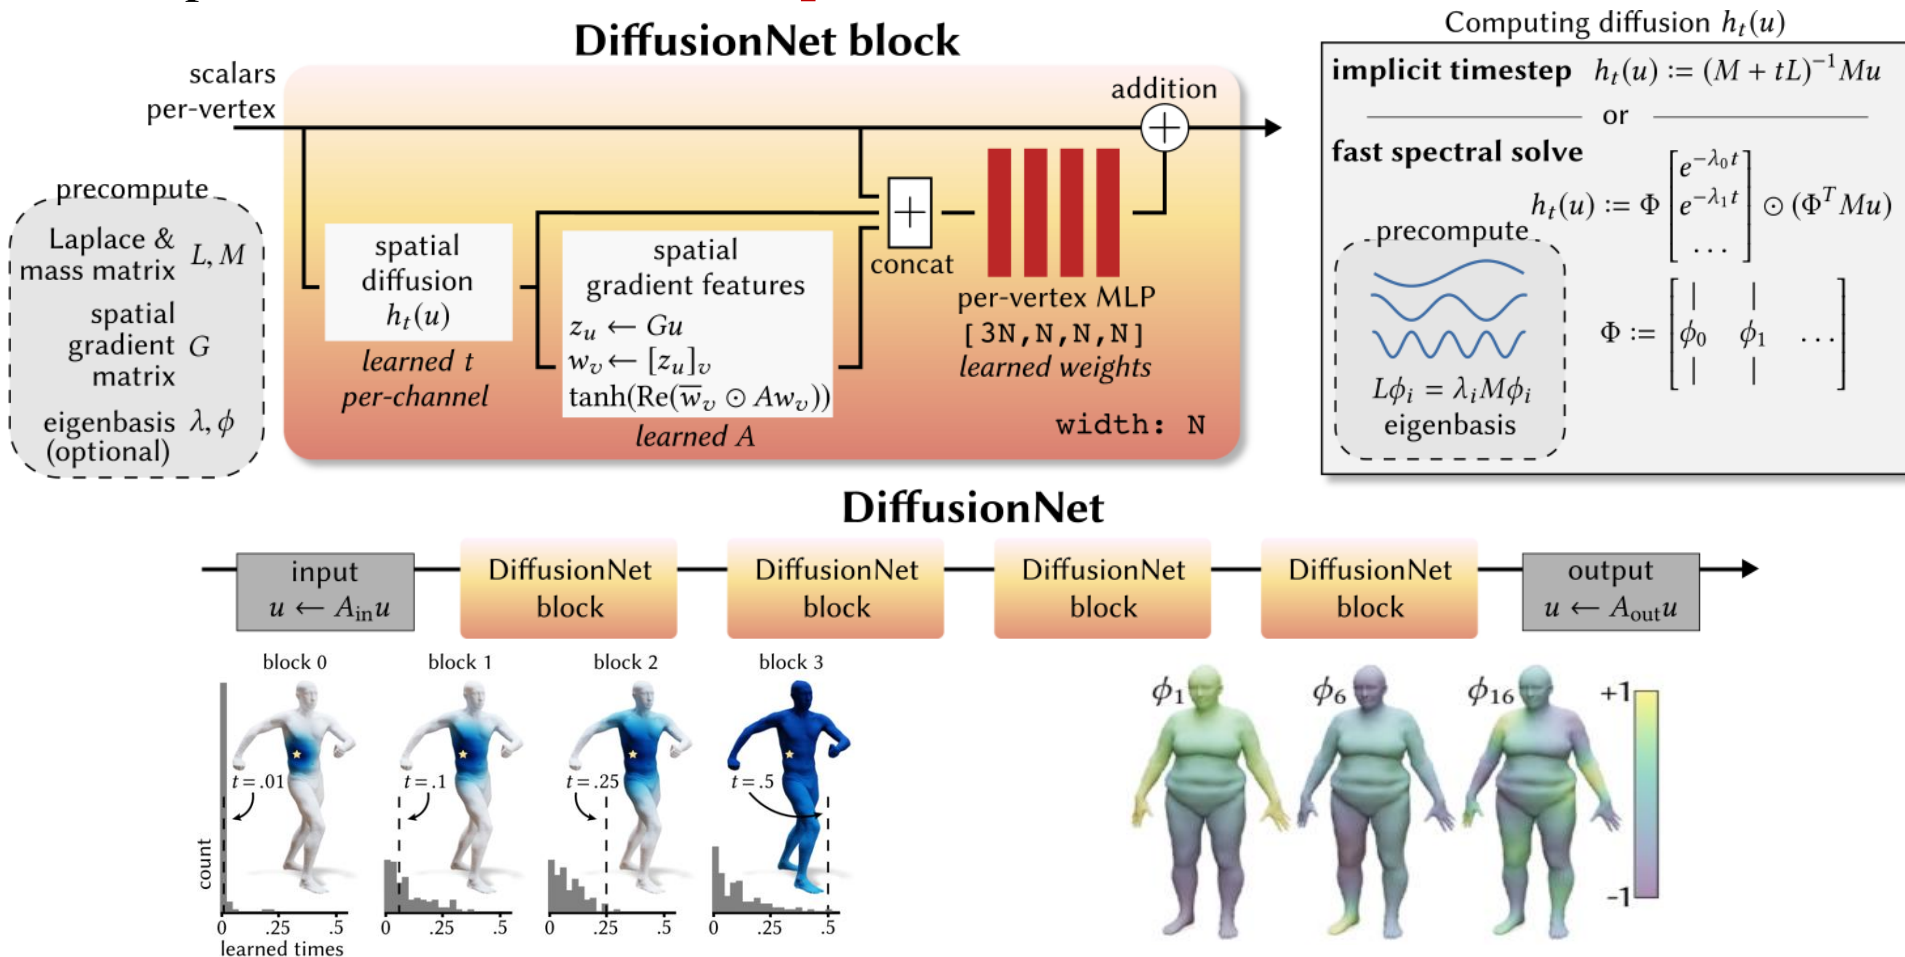 DiffusionNet block
scalars
per-vertex
addition
precompute
Laplace &
mass matrix L, M
spatial
gradient G
matrix
eigenbasis λ, ϕ
(optional)
spatial
diffusion
h_t(u)
learned t
per-channel
spatial
gradient features
z_u ← Gu
w_v ← [z_u]_v
tanh(Re(w̅_v ⊙ Aw_v))
learned A
+
concat
per-vertex MLP
[3N,N,N,N]
learned weights
width: N
+
Computing diffusion h_t(u)
implicit timestep h_t(u) := (M + tL)^{-1}Mu
or
fast spectral solve
h_t(u) := Φ [e^{-λ_0 t} e^{-λ_1 t} ...] ⊙ (Φ^T Mu)
precompute
Lϕ_i = λ_i Mϕ_i
eigenbasis
Φ := [ϕ_0 ϕ_1 ...]
DiffusionNet
input
u ← A_in u
DiffusionNet
block
DiffusionNet
block
DiffusionNet
block
DiffusionNet
block
output
u ← A_out u
block 0
block 1
block 2
block 3
t = .01
t = .1
t = .25
t = .5
count
0 .25 .5
0 .25 .5
0 .25 .5
0 .25 .5
learned times
ϕ_1
ϕ_6
ϕ_16
+1
-1